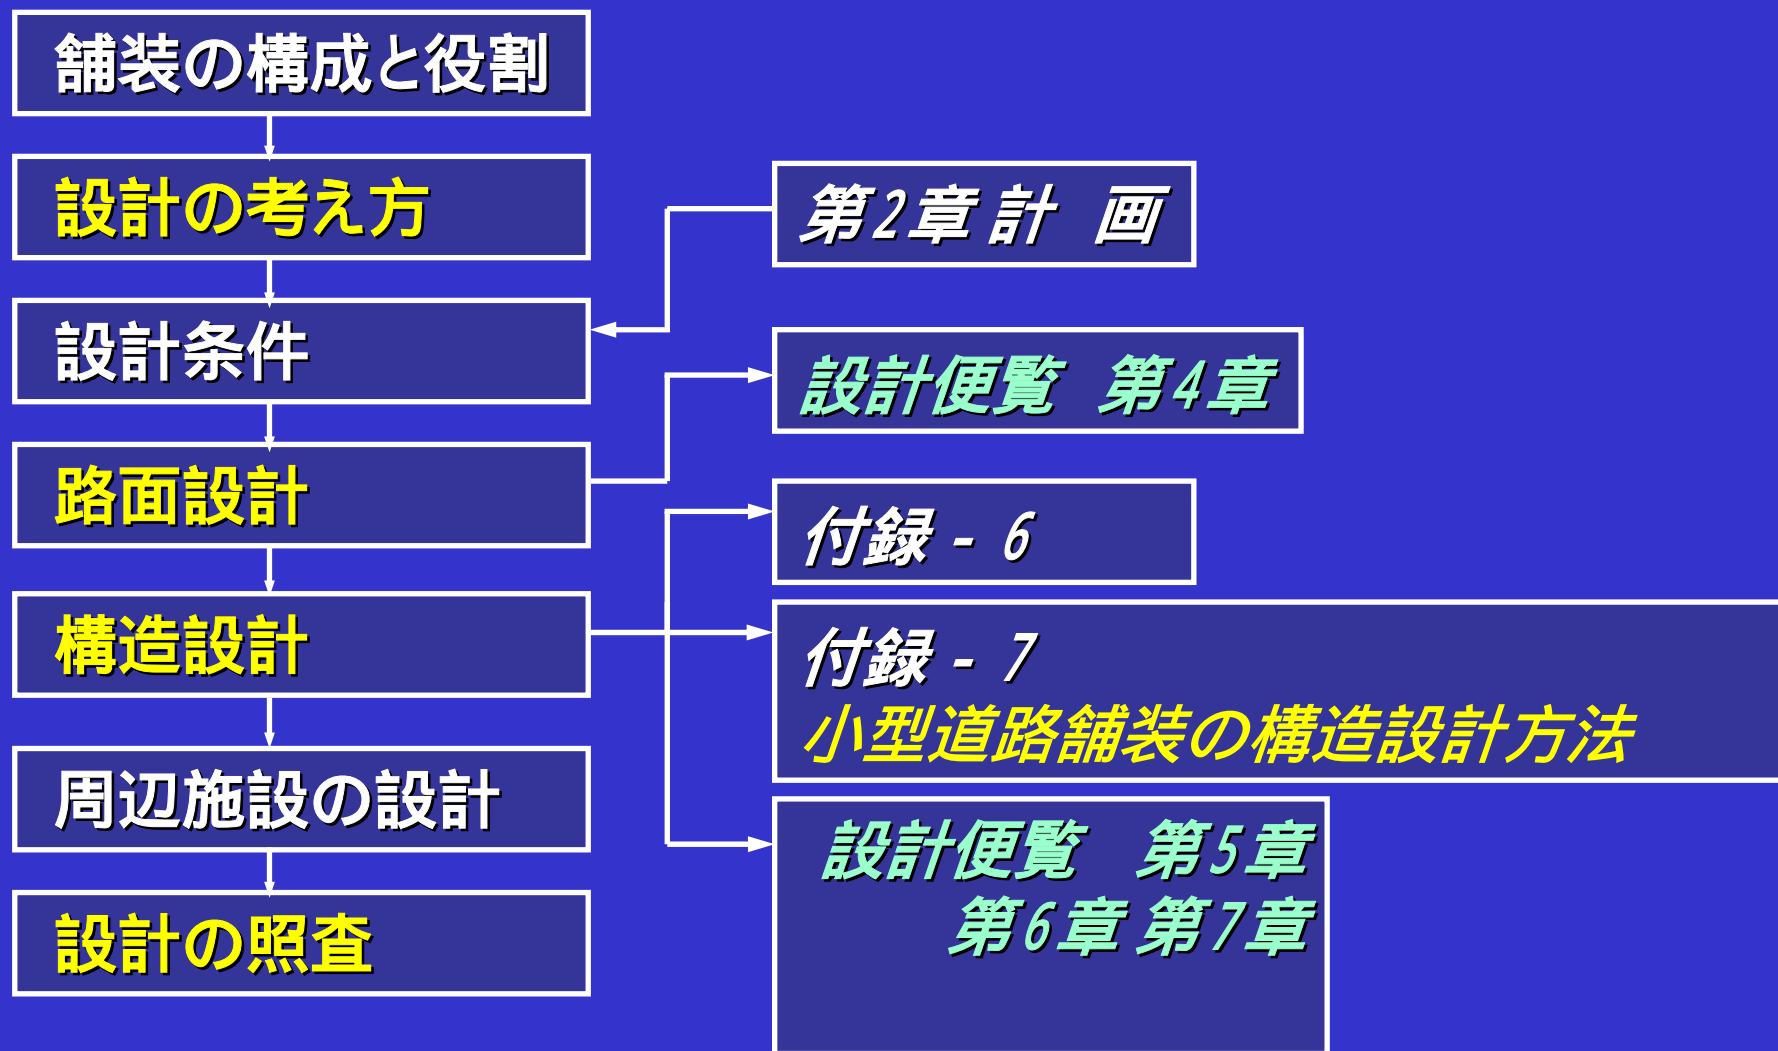 舗装の構成と役割
設計の考え方
設計条件
路面設計
構造設計
周辺施設の設計
設計の照査
第2章 計　画
設計便覧　第4章
付録－6
付録－7
小型道路舗装の構造設計方法
設計便覧　第5章
第6章 第7章